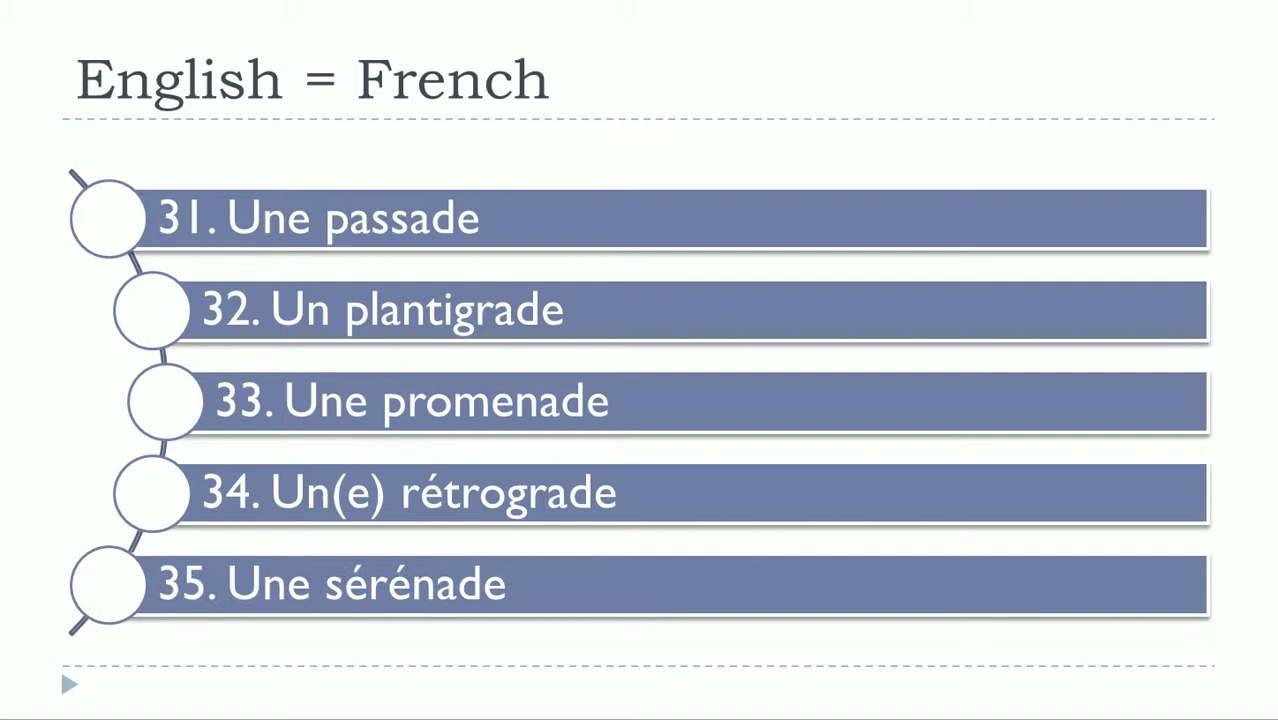 English = French
31. Une passade
32. Un plantigrade
33. Une promenade
34. Un(e) rétrograde
35. Une sérénade